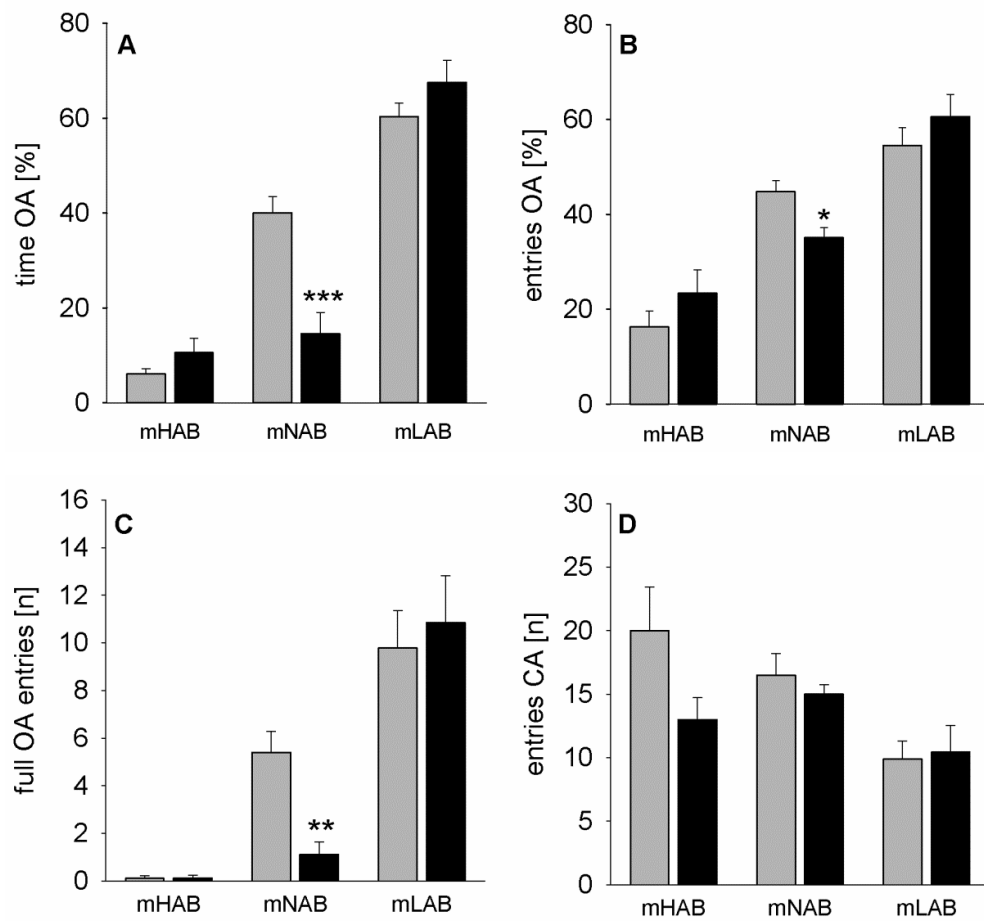 A
time OA [%]
80
60
40
20
0
***
mHAB mNAB mLAB
B
entries OA [%]
80
60
40
20
0
*
mHAB mNAB mLAB
C
full OA entries [n]
16
14
12
10
8
6
4
2
0
**
mHAB mNAB mLAB
D
entries CA [n]
30
25
20
15
10
5
0
mHAB mNAB mLAB